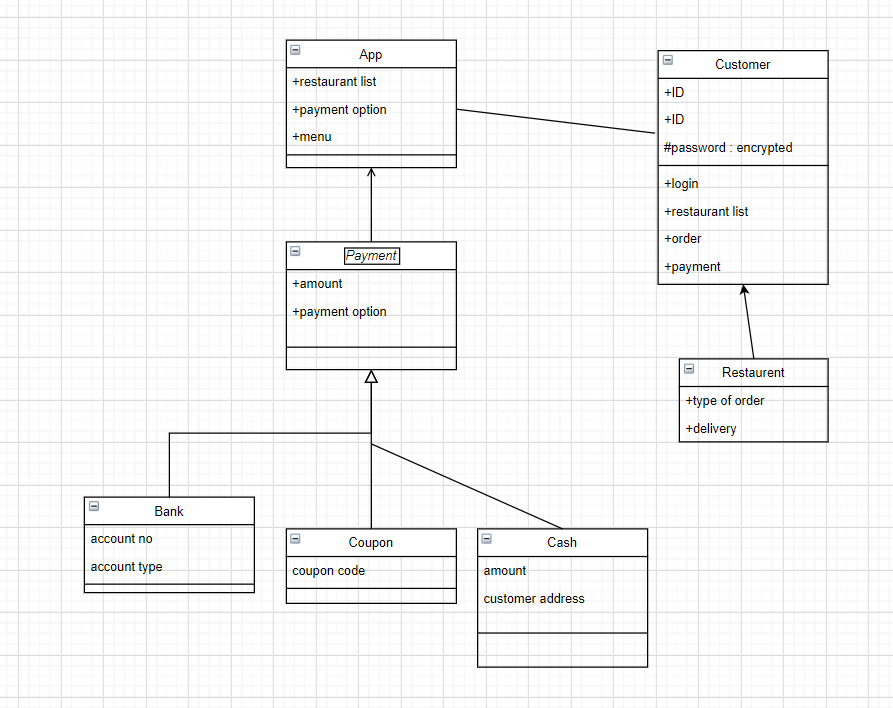 App
+restaurant list
+payment option
+menu
Customer
+ID
+ID
#password : encrypted
+login
+restaurant list
+order
+payment
Payment
+amount
+payment option
Restaurent
+type of order
+delivery
Bank
account no
account type
Coupon
coupon code
Cash
amount
customer address